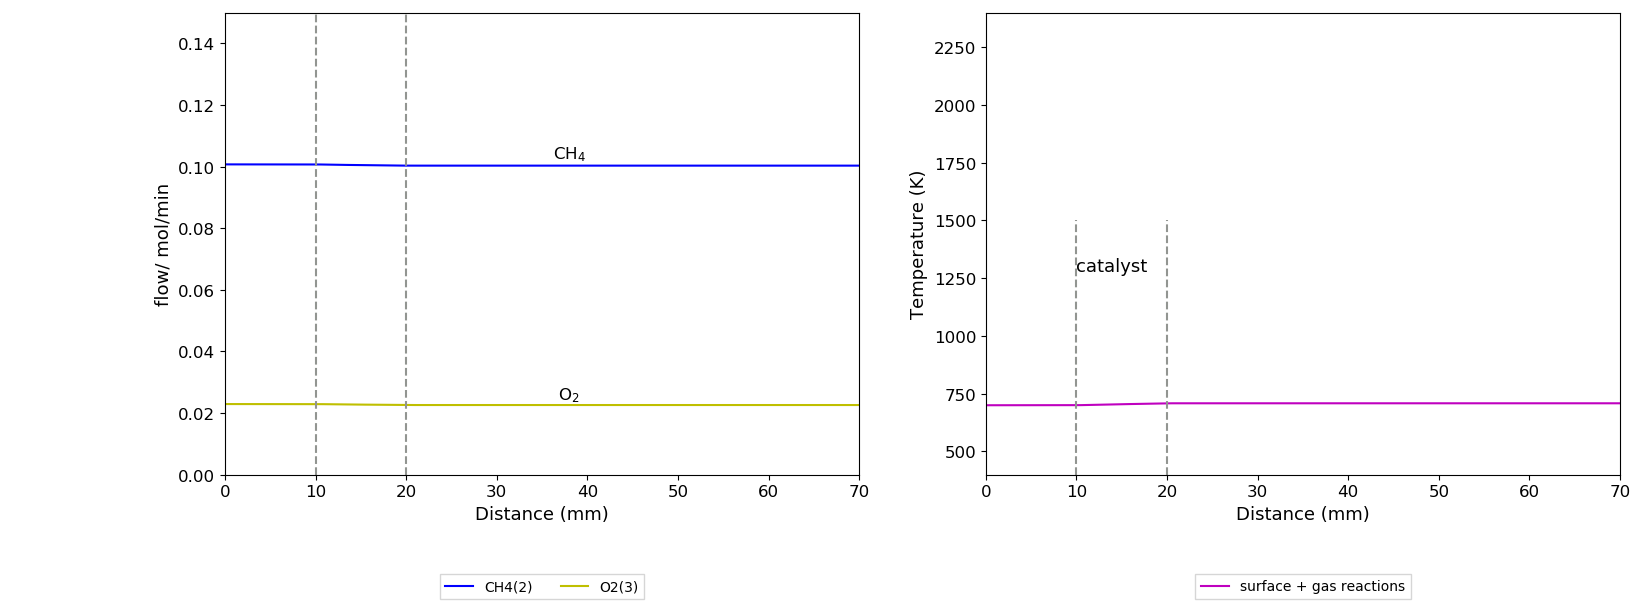 0.14
0.12
0.10
0.08
0.06
0.04
0.02
0.00
flow/ mol/min
CH₄
O₂
0 10 20 30 40 50 60 70
Distance (mm)
CH4(2) O2(3)
2250
2000
1750
1500
1250
1000
750
500
Temperature (K)
catalyst
0 10 20 30 40 50 60 70
Distance (mm)
surface + gas reactions